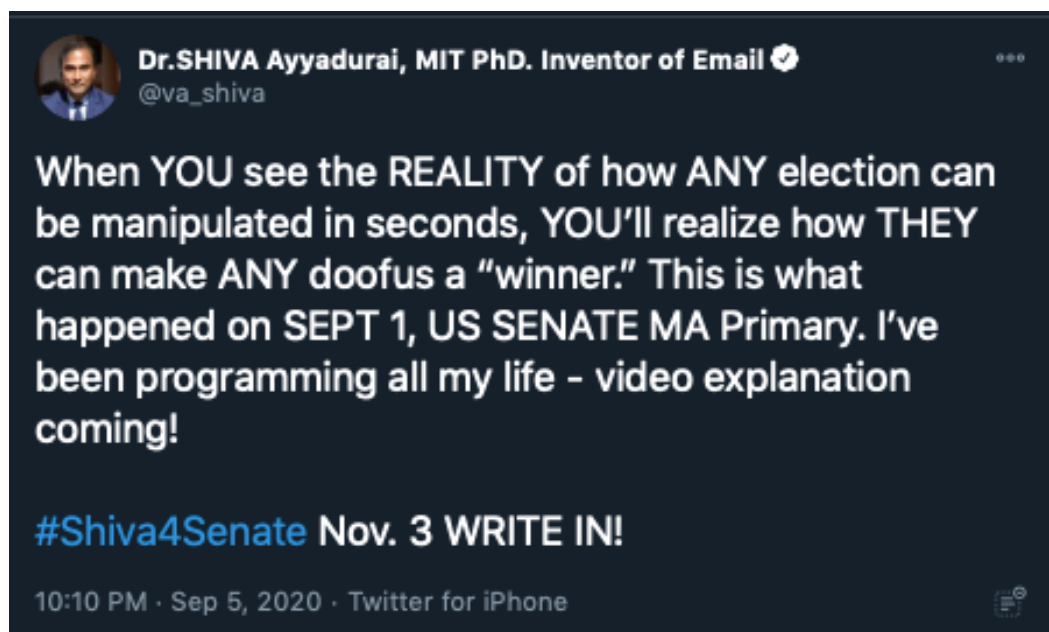 Dr.SHIVA Ayyadurai, MIT PhD. Inventor of Email
@va_shiva
When YOU see the REALITY of how ANY election can
be manipulated in seconds, YOU’ll realize how THEY
can make ANY doofus a “winner.” This is what
happened on SEPT 1, US SENATE MA Primary. I’ve
been programming all my life - video explanation
coming!
#Shiva4Senate Nov. 3 WRITE IN!
10:10 PM · Sep 5, 2020 · Twitter for iPhone